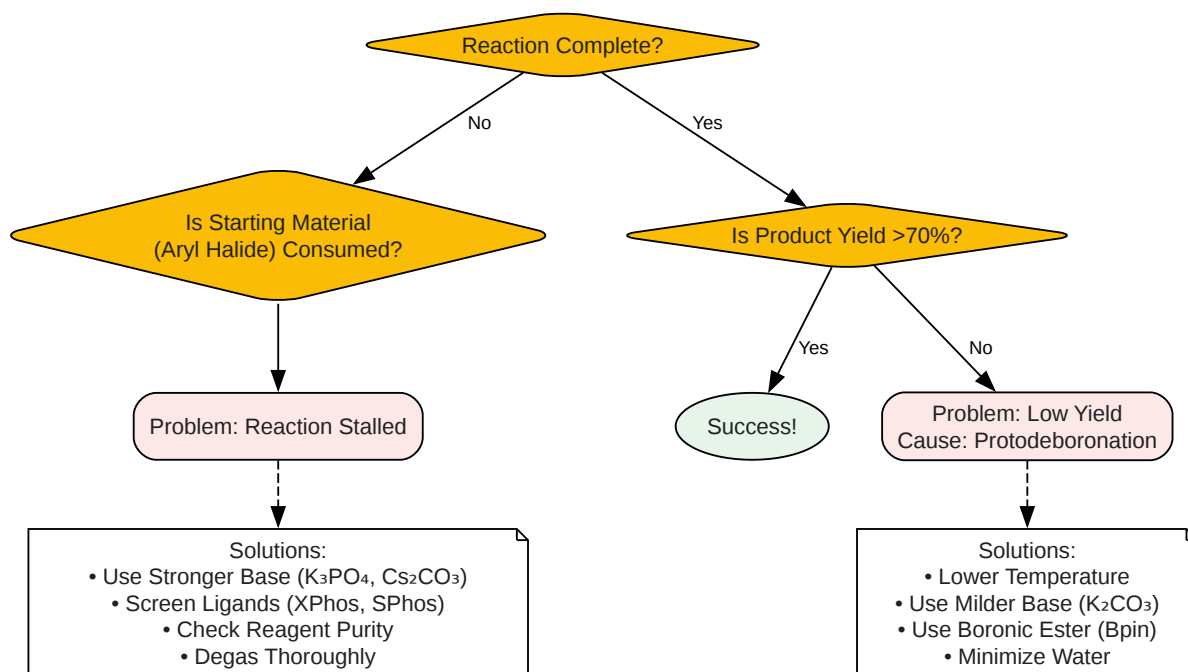 Reaction Complete?
No
Yes
Is Starting Material
(Aryl Halide) Consumed?
Is Product Yield >70%?
Yes
No
Problem: Reaction Stalled
Success!
Problem: Low Yield
Cause: Protodeboronation
Solutions:
• Use Stronger Base (K₃PO₄, Cs₂CO₃)
• Screen Ligands (XPhos, SPhos)
• Check Reagent Purity
• Degas Thoroughly
Solutions:
• Lower Temperature
• Use Milder Base (K₂CO₃)
• Use Boronic Ester (Bpin)
• Minimize Water